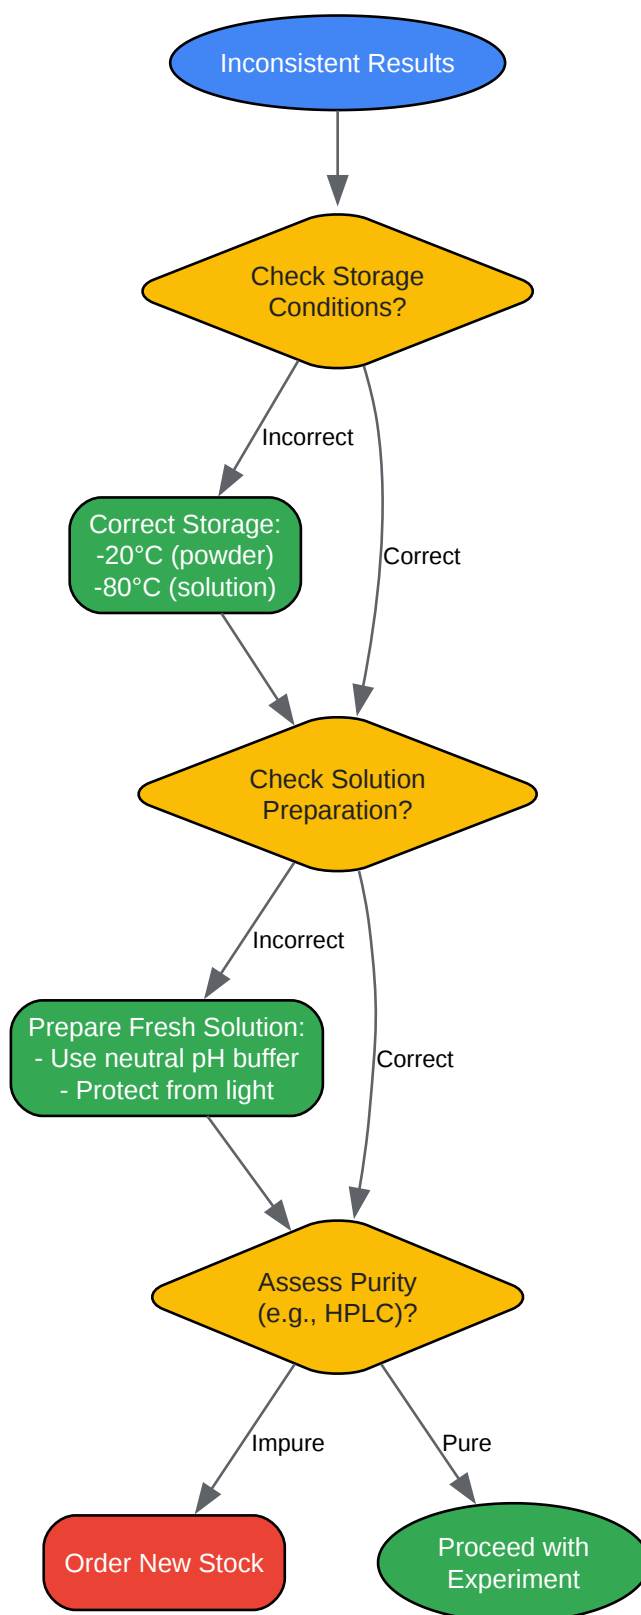 Inconsistent Results
Check Storage
Conditions?
Incorrect
Correct Storage:
-20°C (powder)
-80°C (solution)
Correct
Check Solution
Preparation?
Incorrect
Prepare Fresh Solution:
- Use neutral pH buffer
- Protect from light
Correct
Assess Purity
(e.g., HPLC)?
Impure
Pure
Order New Stock
Proceed with
Experiment